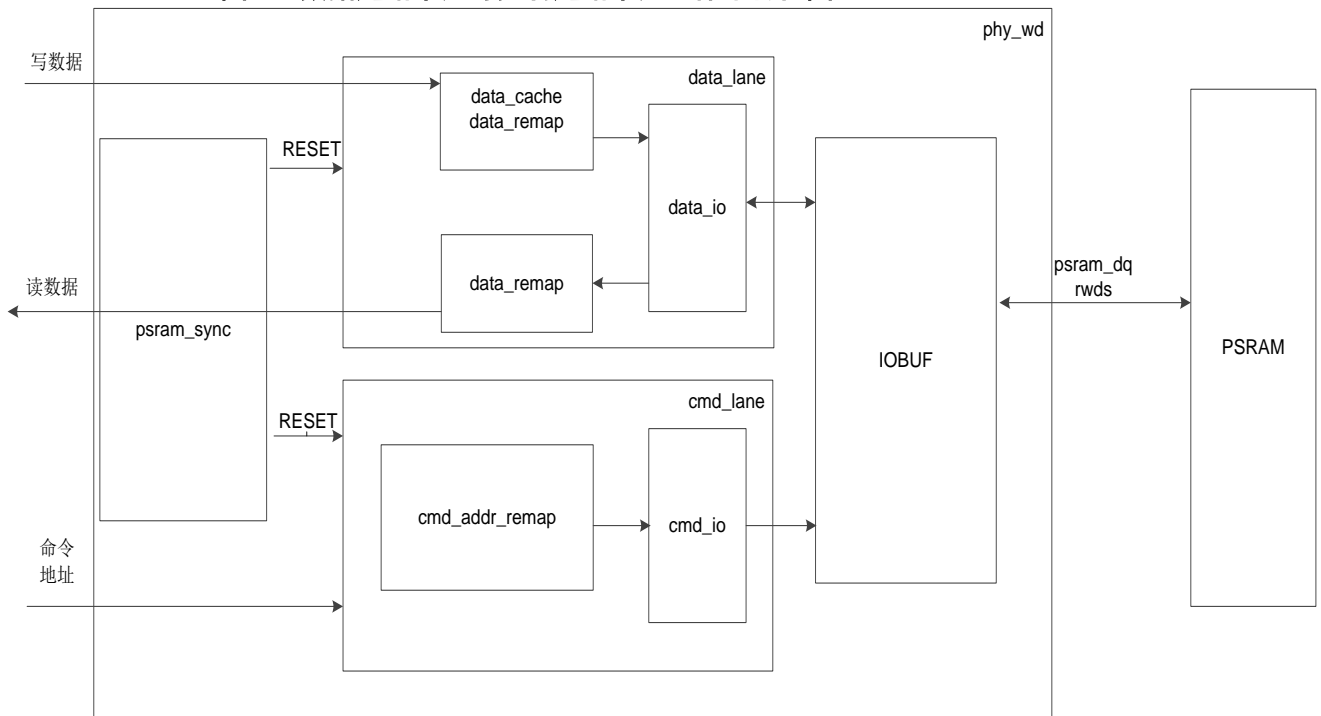 phy_wd
写数据
data_lane
data_cache
data_remap
RESET
data_io
读数据
data_remap
psram_sync
psram_dq
rwds
IOBUF
PSRAM
cmd_lane
RESET
cmd_addr_remap
cmd_io
命令
地址